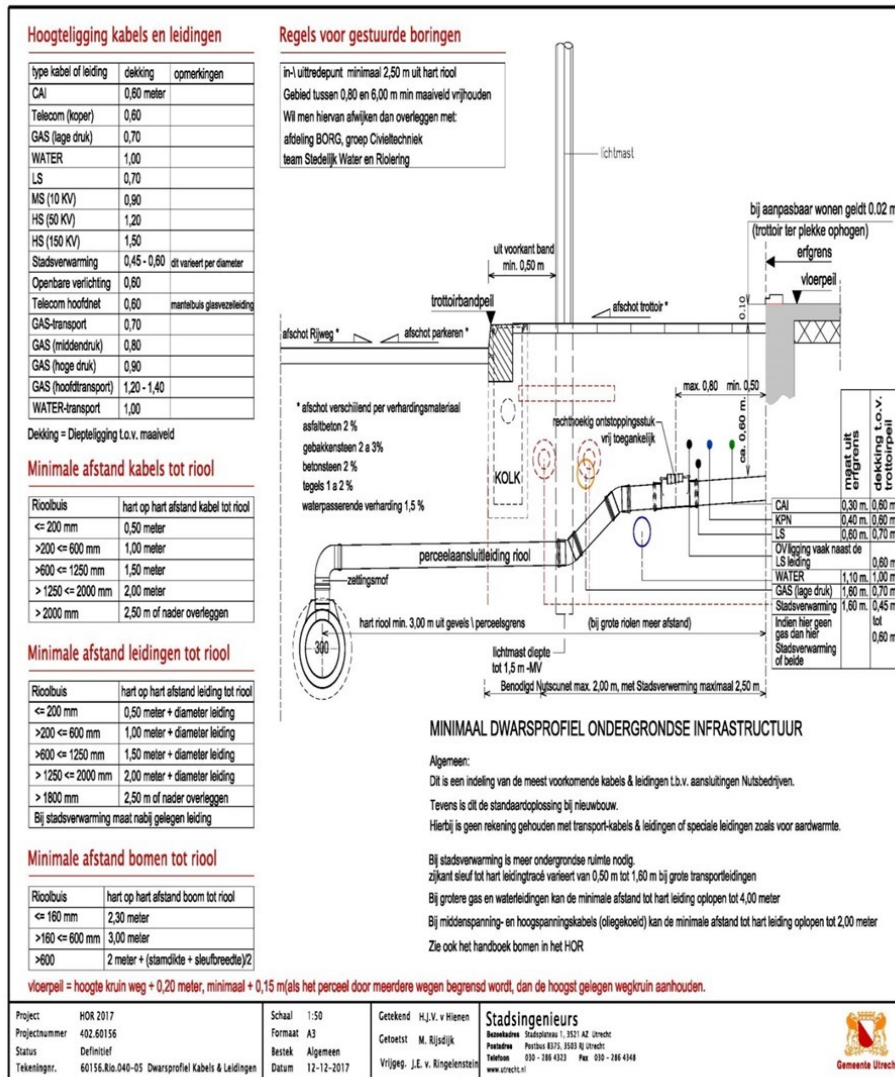 Hoogteligging kabels en leidingen
type kabel of leiding dekking opmerkingen
CAI 0,60 meter
Telecom (koper) 0,60
GAS (lage druk) 0,70
WATER 1,00
LS 0,70
MS (10 KV) 0,90
HS (50 KV) 1,20
HS (150 KV) 1,50
Stadsverwarming 0,45 - 0,60 dit varieert per diameter
Openbare verlichting 0,60
Telecom hoofdnet 0,60 mantelbuis glasvezelleiding
GAS-transport 0,70
GAS (middendruk) 0,80
GAS (hoge druk) 0,90
GAS (hoofdtransport) 1,20 - 1,40
WATER-transport 1,00
Dekking = Diepteligging t.o.v. maaiveld
Minimale afstand kabels tot riool
Rioolbuis hart op hart afstand kabel tot riool
<= 200 mm 0,50 meter
>200 <= 600 mm 1,00 meter
>600 <= 1250 mm 1,50 meter
> 1250 <= 2000 mm 2,00 meter
> 2000 mm 2,50 m of nader overleggen
Minimale afstand leidingen tot riool
Rioolbuis hart op hart afstand leiding tot riool
<= 200 mm 0,50 meter + diameter leiding
>200 <= 600 mm 1,00 meter + diameter leiding
>600 <= 1250 mm 1,50 meter + diameter leiding
> 1250 <= 2000 mm 2,00 meter + diameter leiding
> 1800 mm 2,50 m of nader overleggen
Bij stadsverwarming maat nabij gelegen leiding
Minimale afstand bomen tot riool
Rioolbuis hart op hart afstand boom tot riool
<= 160 mm 2,30 meter
>160 <= 600 mm 3,00 meter
>600 2 meter + (stamdikte + sleufbreedte)/2
Regels voor gestuurde boringen
in-\ uittredepunt minimaal 2,50 m uit hart riool
Gebied tussen 0,80 en 6,00 m min maaiveld vrijhouden
Wil men hiervan afwijken dan overleggen met:
afdeling BORG, groep Civieltechniek
team Stedelijk Water en Riolering
lichtmast
bij aanpasbaar wonen geldt 0.02 m
(trottoir ter plekke ophogen)
erfgrens
vloerpeil
uit voorkant band
min. 0,50 m
trottoirbandpeil
0.10
afschot Rijweg *
afschot parkeren *
afschot trottoir *
max. 0,80 min. 0,50
ca. 0,60 m.
* afschot verschillend per verhardingsmateriaal
asfaltbeton 2 %
gebakkensteen 2 a 3%
betonsteen 2 %
tegels 1 a 2 %
waterpasserende verharding 1,5 %
rechthoekig ontstoppingsstuk
vrij toegankelijk
KOLK
perceelaansluitleiding riool
zettingsmof
300
hart riool min. 3,00 m uit gevels \ perceelsgrens
(bij grote riolen meer afstand)
lichtmast diepte
tot 1,5 m -MV
Benodigd Nutscunet max. 2,00 m, met Stadsverwerming maximaal 2,50 m
maat uit erfgrens
dekking t.o.v. trottoirpeil
CAI 0,30 m. 0,60 m
KPN 0,40 m. 0,60 m
LS 0,60 m. 0,70 m
OVligging vaak naast de
LS leiding 0,60 m
WATER 1,10 m. 1,00 m
GAS (lage druk) 1,60 m. 0,70 m
Stadsverwarming 1,60 m. 0,45 m
Indien hier geen tot
gas dan hier 0,60 m
Stadsverwarming
of beide
MINIMAAL DWARSPROFIEL ONDERGRONDSE INFRASTRUCTUUR
Algemeen:
Dit is een indeling van de meest voorkomende kabels & leidingen t.b.v. aansluitingen Nutsbedrijven.
Tevens is dit de standaardoplossing bij nieuwbouw.
Hierbij is geen rekening gehouden met transport-kabels & leidingen of speciale leidingen zoals voor aardwarmte.
Bij stadsverwarming is meer ondergrondse ruimte nodig.
zijkant sleuf tot hart leidingtracé varieert van 0,50 m tot 1,60 m bij grote transportleidingen
Bij grotere gas en waterleidingen kan de minimale afstand tot hart leiding oplopen tot 4,00 meter
Bij middenspanning- en hoogspanningskabels (oliegekoeld) kan de minimale afstand tot hart leiding oplopen tot 2,00 meter
Zie ook het handboek bomen in het HOR
vloerpeil = hoogte kruin weg + 0,20 meter, minimaal + 0,15 m(als het perceel door meerdere wegen begrensd wordt, dan de hoogst gelegen wegkruin aanhouden.
Project HOR 2017
Projectnummer 402.60156
Status Definitief
Tekeningnr. 60156.Rio.040-05 Dwarsprofiel Kabels & Leidingen
Schaal 1:50
Formaat A3
Bestek Algemeen
Datum 12-12-2017
Getekend H.J.V. v Hienen
Getoetst M. Rijsdijk
Vrijgeg. J.E. v. Ringelenstein
Stadsingenieurs
Bezoekadres Stadsplateau 1, 3521 AZ Utrecht
Postadres Postbus 8375, 3503 RJ Utrecht
Telefoon 030 - 286 4323 Fax 030 - 286 4348
www.utrecht.nl
Gemeente Utrecht